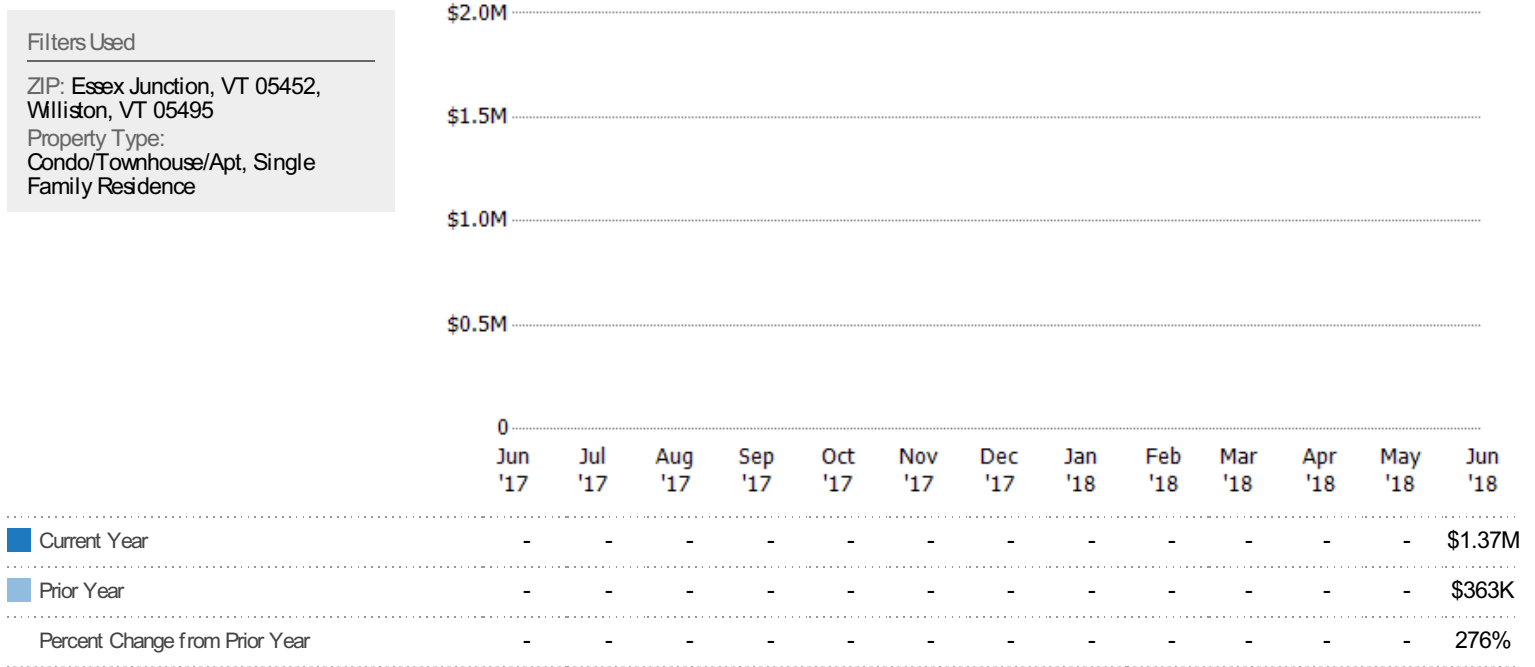 Filters Used
ZIP: Essex Junction, VT 05452,
Williston, VT 05495
Property Type:
Condo/Townhouse/Apt, Single
Family Residence
$2.0M
$1.5M
$1.0M
$0.5M
0
Jun Jul Aug Sep Oct Nov Dec Jan Feb Mar Apr May Jun
'17 '17 '17 '17 '17 '17 '17 '18 '18 '18 '18 '18 '18
Current Year - - - - - - - - - - - - $1.37M
Prior Year - - - - - - - - - - - - $363K
Percent Change from Prior Year - - - - - - - - - - - - 276%